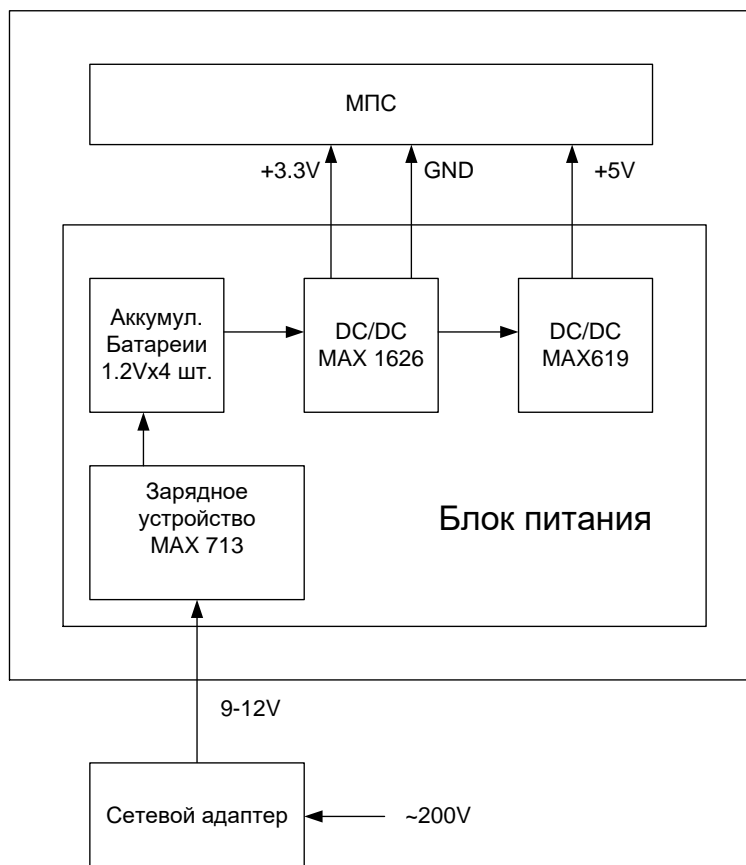 МПС
+3.3V
GND
+5V
Аккумул.
Батареии
1.2Vx4 шт.
DC/DC
MAX 1626
DC/DC
MAX619
Зарядное
устройство
MAX 713
Блок питания
9-12V
Сетевой адаптер
~200V